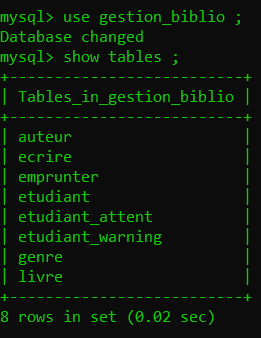 mysql> use gestion_biblio ;
Database changed
mysql> show tables ;
+--------------------------+
| Tables_in_gestion_biblio |
+--------------------------+
| auteur                   |
| ecrire                   |
| emprunter                |
| etudiant                 |
| etudiant_attent          |
| etudiant_warning         |
| genre                    |
| livre                    |
+--------------------------+
8 rows in set (0.02 sec)